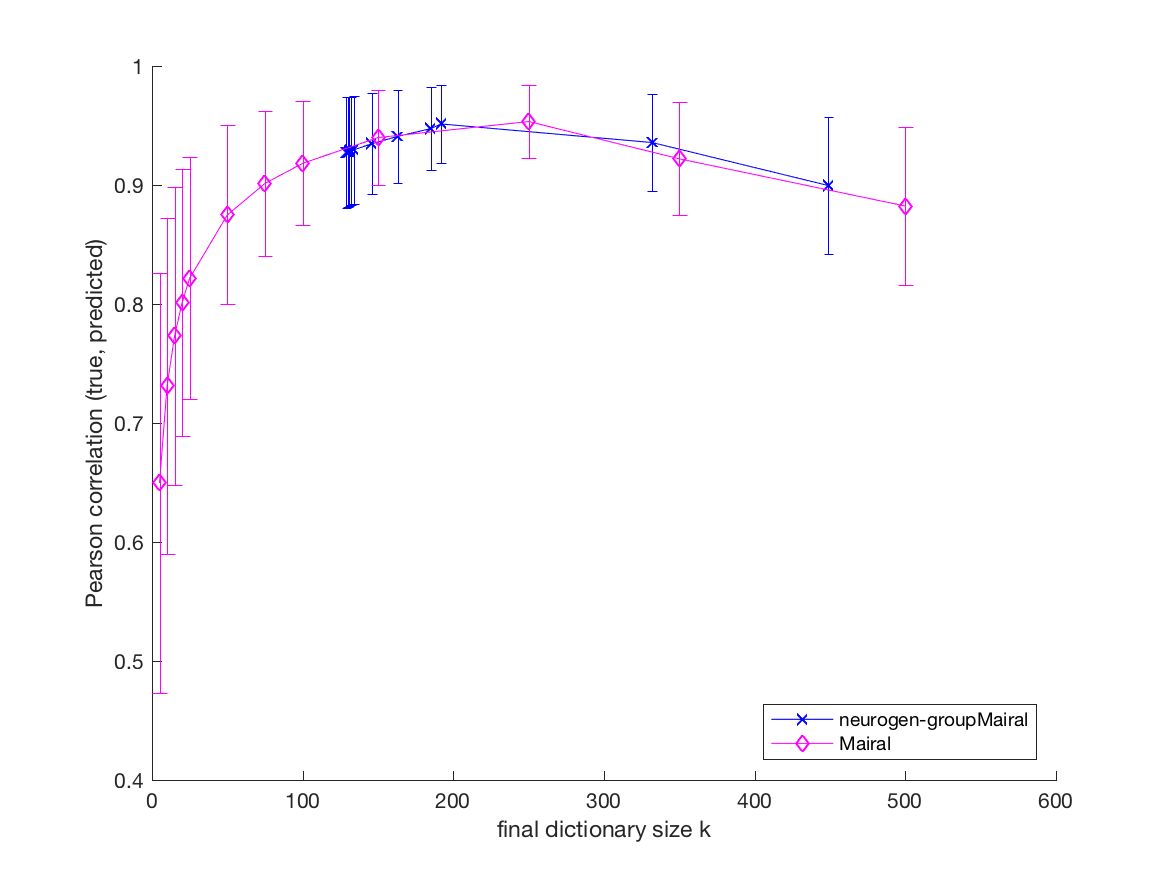 1
0.9
0.8
0.7
0.6
0.5
0.4
Pearson correlation (true, predicted)
neurogen-groupMairal
Mairal
0 100 200 300 400 500 600
final dictionary size k